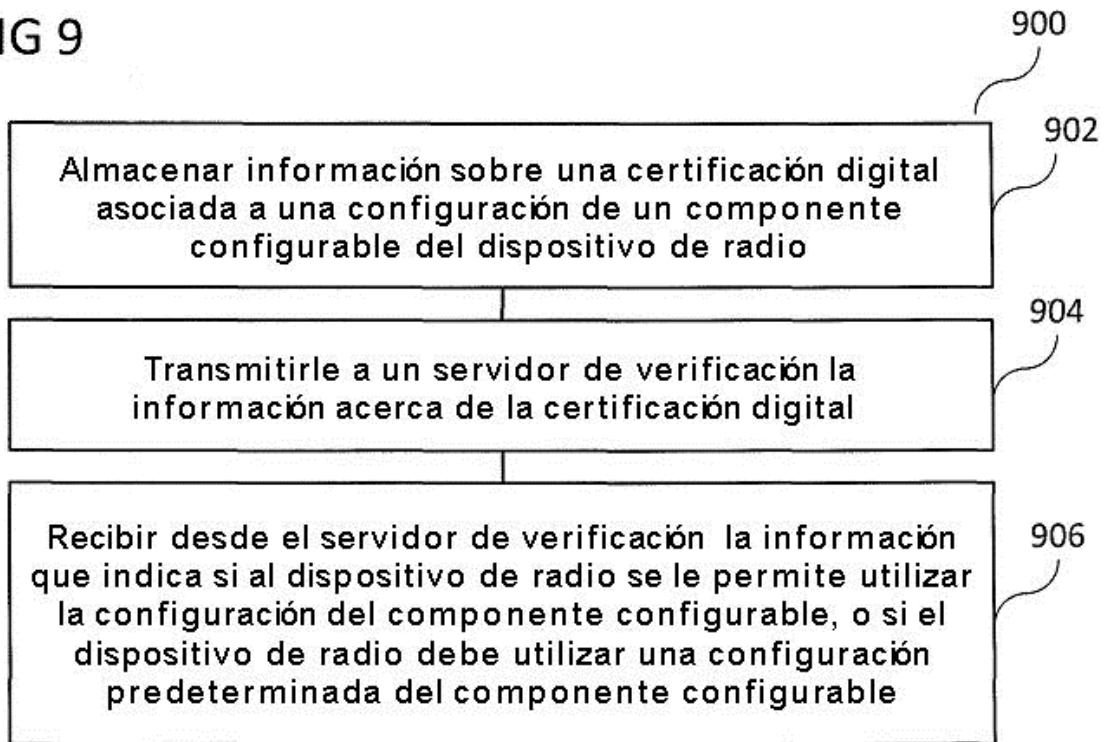 IG 9
900
902
Almacenar información sobre una certificación digital
asociada a una configuración de un componente
configurable del dispositivo de radio
904
Transmitirle a un servidor de verificación la
información acerca de la certificación digital
906
Recibir desde el servidor de verificación la información
que indica si al dispositivo de radio se le permite utilizar
la configuración del componente configurable, o si el
dispositivo de radio debe utilizar una configuración
predeterminada del componente configurable